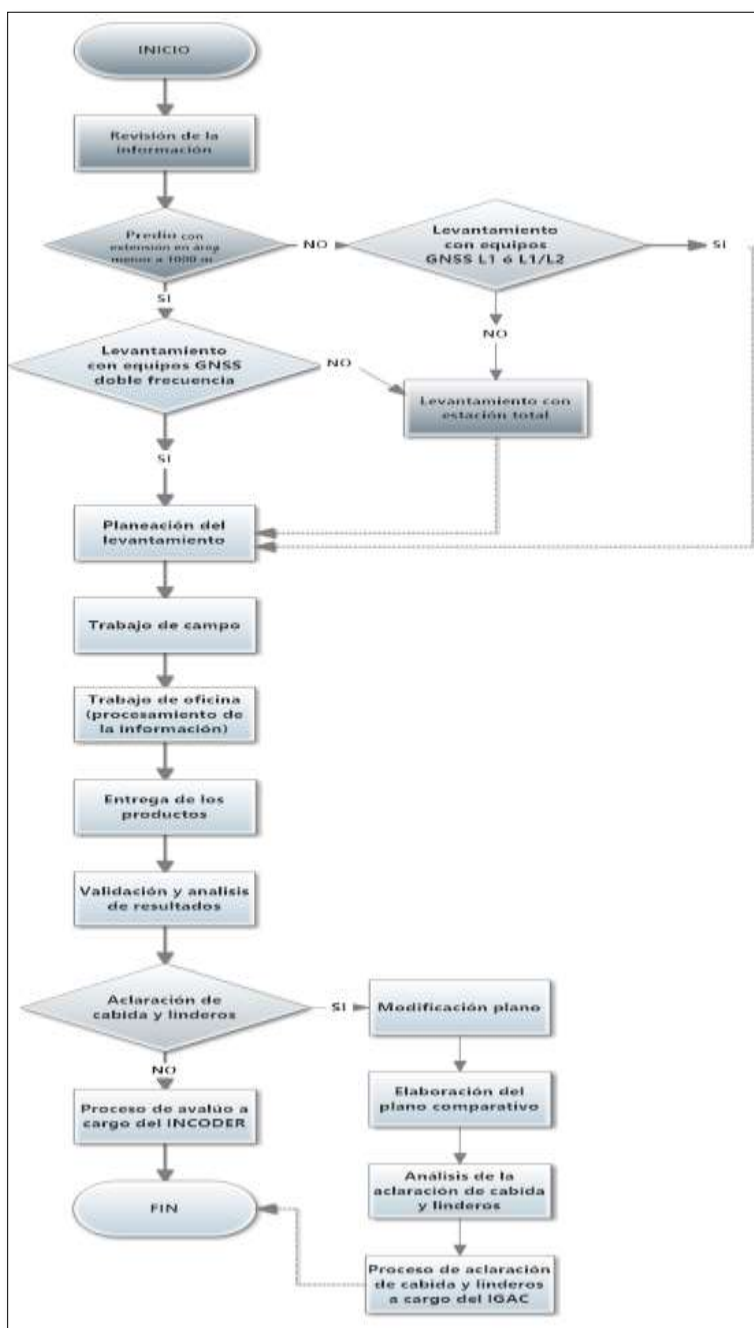 INICIO
Revisión de la
información
Predio con
extensión en área
menor a 1000 m
NO
Levantamiento
con equipos
GNSS L1 ó L1/L2
SI
SI
NO
Levantamiento
con equipos GNSS
doble frecuencia
NO
Levantamiento con
estación total
SI
Planeación del
levantamiento
Trabajo de campo
Trabajo de oficina
(procesamiento de
la información)
Entrega de los
productos
Validación y analisis
de resultados
Aclaración de
cabida y linderos
SI
Modificación plano
NO
Elaboración del
plano comparativo
Proceso de avalúo a
cargo del INCODER
Análisis de la
aclaración de cabida
y linderos
FIN
Proceso de aclaración
de cabida y linderos
a cargo del IGAC